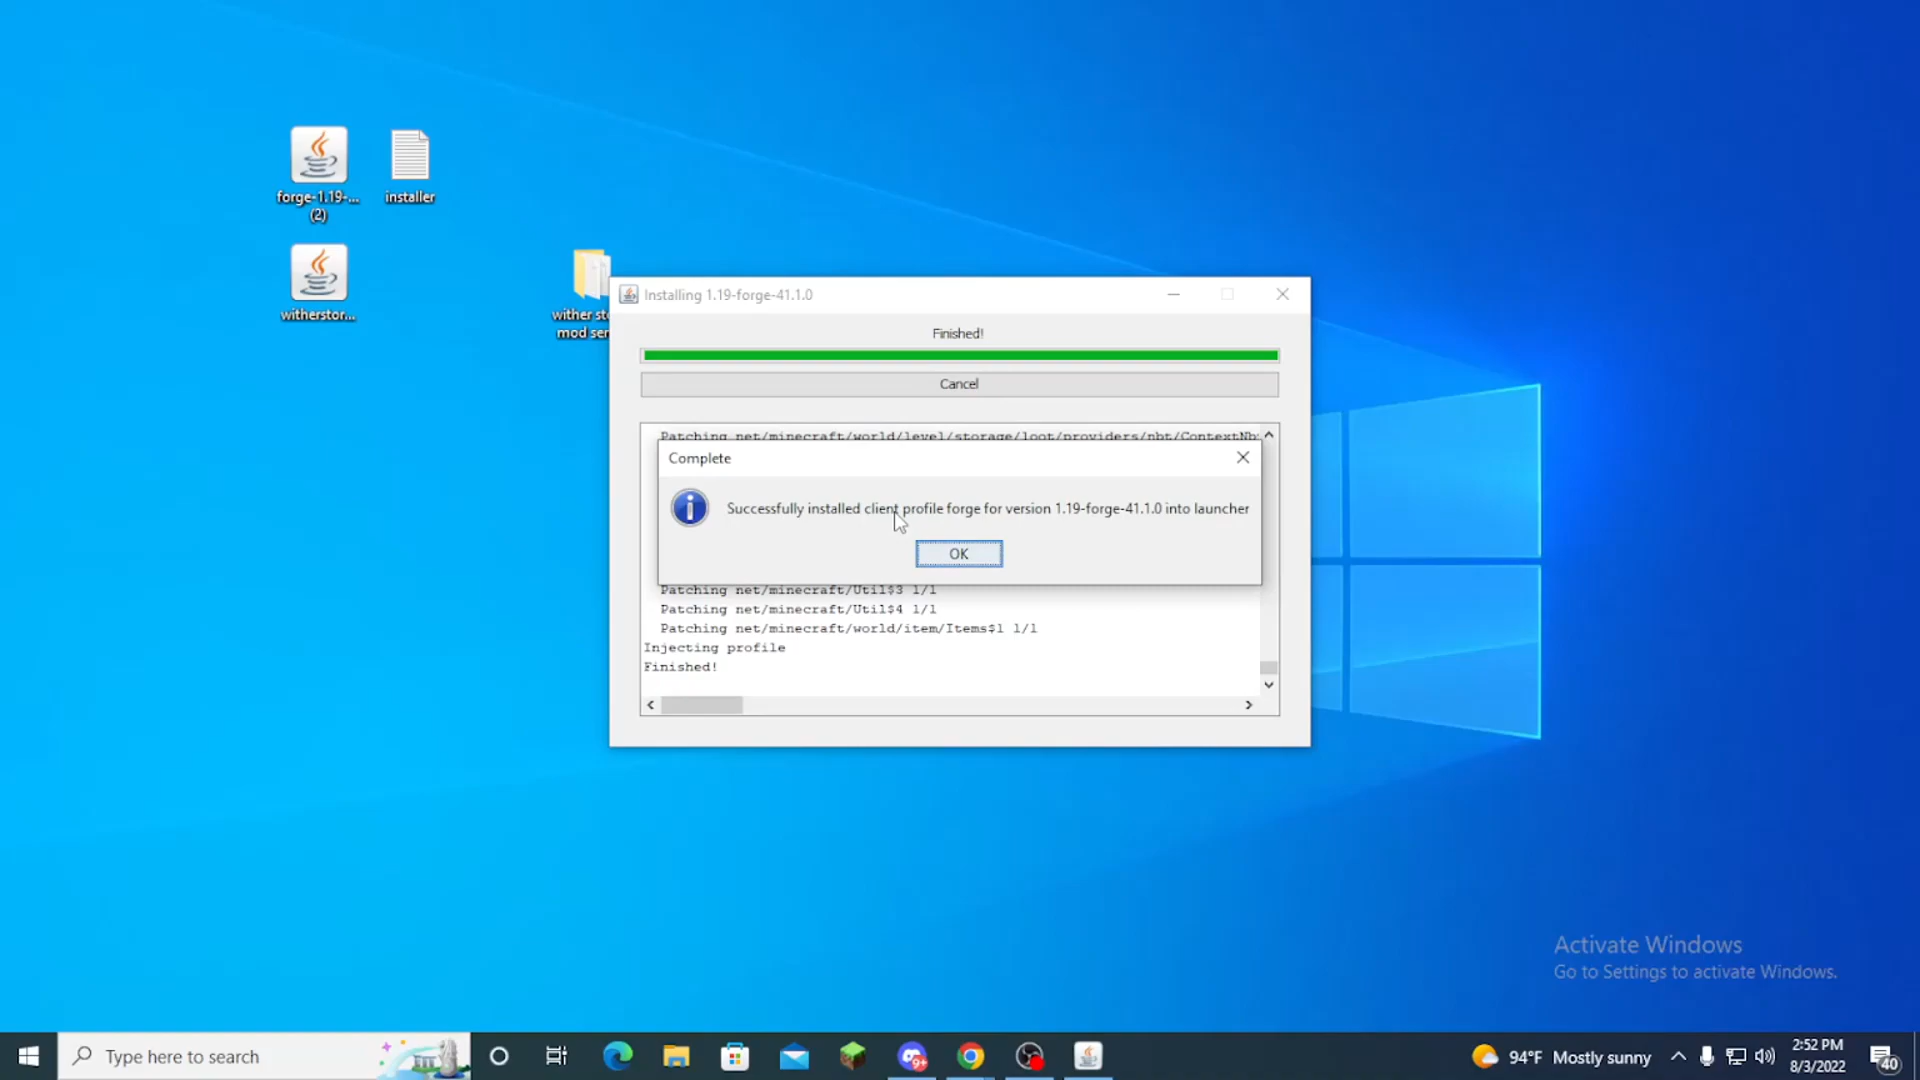 forge-1.19-...
(2)
installer
witherstor...
wither sto
mod ser
Installing 1.19-forge-41.1.0
Finished!
Cancel
Patching net/minecraft/world/level/storage/loot/providers/nbt/ContextNb
Complete
Successfully installed client profile forge for version 1.19-forge-41.1.0 into launcher
OK
Patching net/minecraft/Util$3 1/1
Patching net/minecraft/Util$4 1/1
Patching net/minecraft/world/item/Items$1 1/1
Injecting profile
Finished!
Activate Windows
Go to Settings to activate Windows.
Type here to search
9+
94°F Mostly sunny
2:52 PM
8/3/2022
40